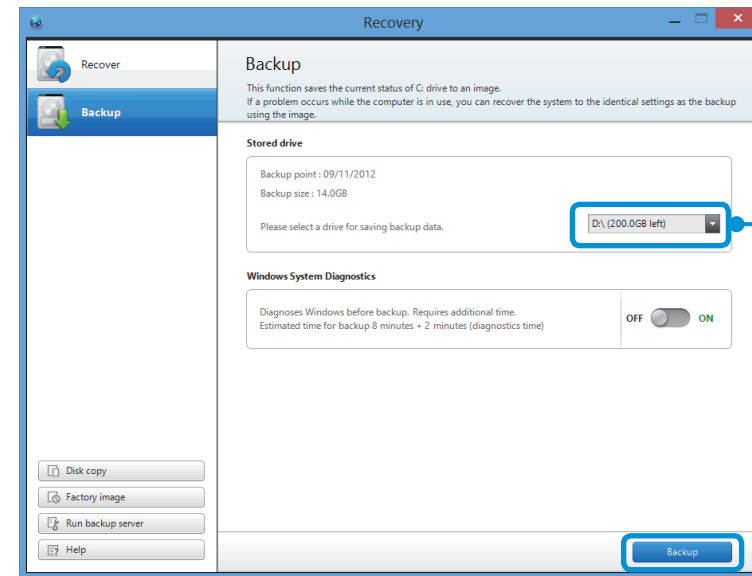 Recovery
Recover
Backup
Backup
This function saves the current status of C: drive to an image.
If a problem occurs while the computer is in use, you can recover the system to the identical settings as the backup
using the image.
Stored drive
Backup point : 09/11/2012
Backup size : 14.0GB
Please select a drive for saving backup data.
D:\ (200.0GB left)
Windows System Diagnostics
Diagnoses Windows before backup. Requires additional time.
Estimated time for backup 8 minutes + 2 minutes (diagnostics time)
OFF ON
Disk copy
Factory image
Run backup server
Help
Backup